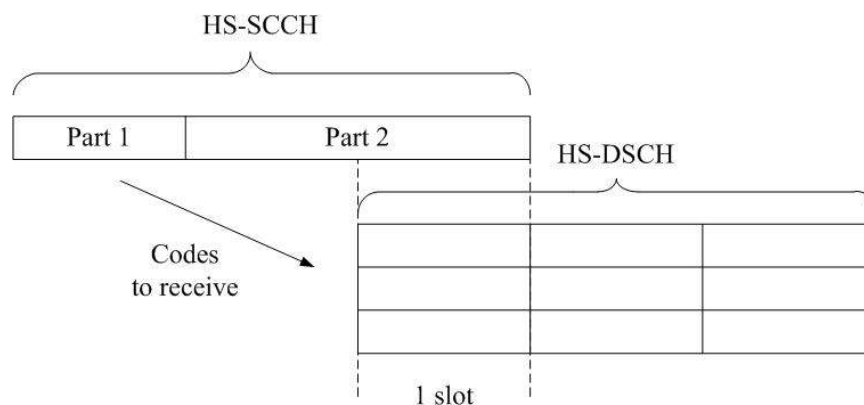 HS-SCCH
Part 1
Part 2
HS-DSCH
Codes
to receive
1 slot